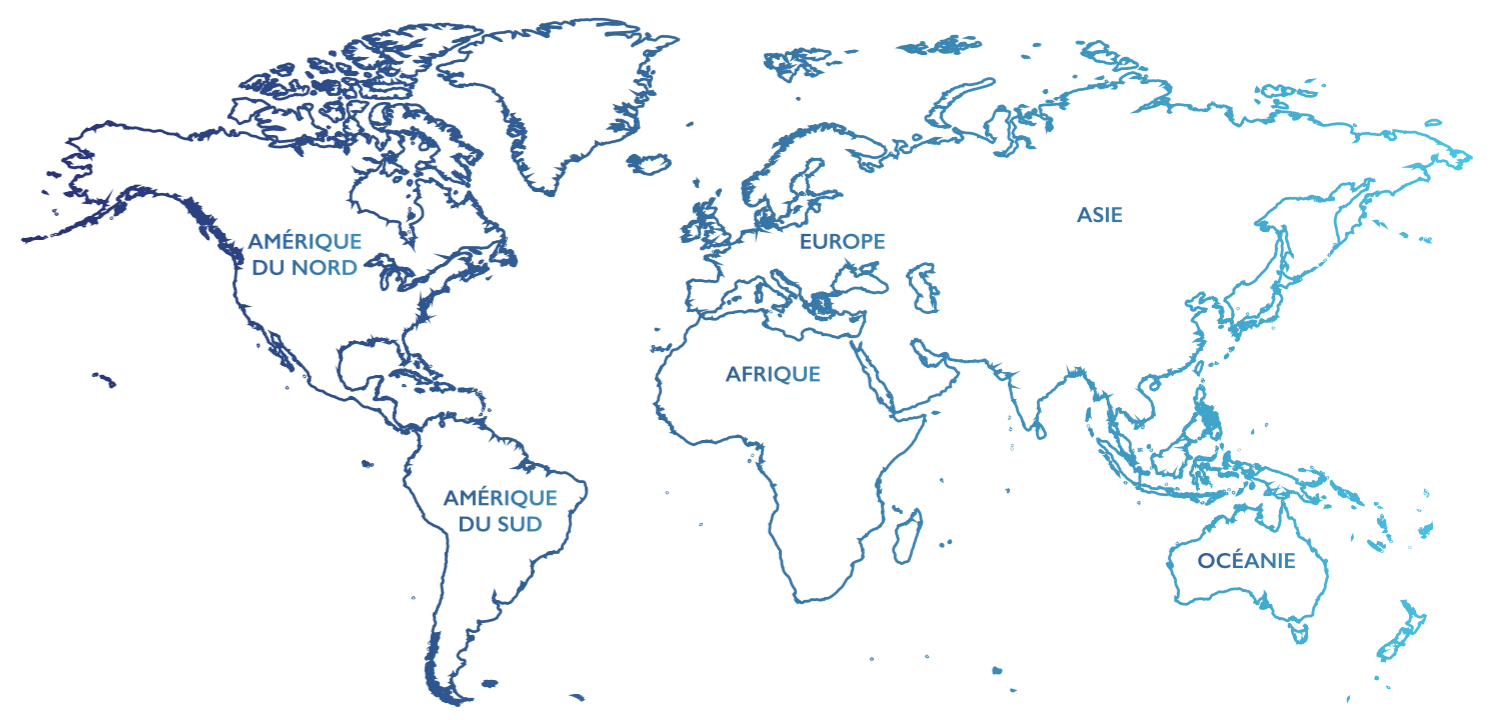 ASIE
AMÉRIQUE
DU NORD
EUROPE
AFRIQUE
AMÉRIQUE
DU SUD
OCÉANIE